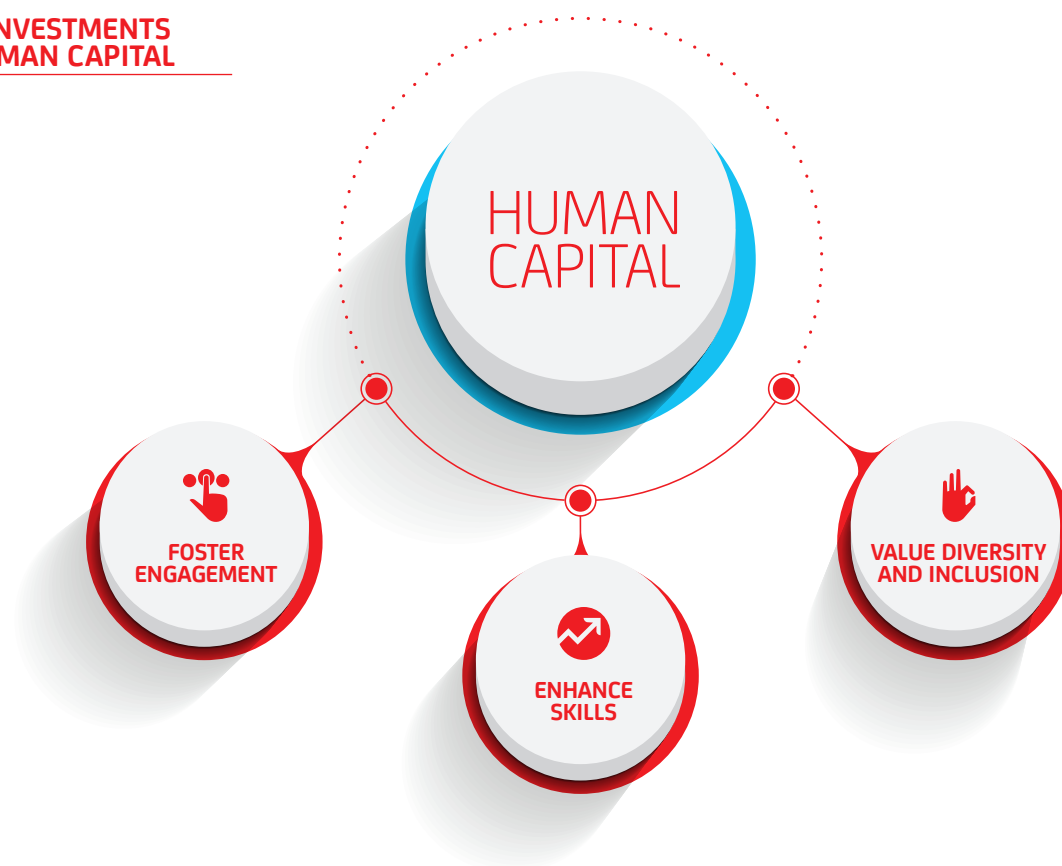 NVESTMENTS
MAN CAPITAL
HUMAN
CAPITAL
FOSTER
ENGAGEMENT
VALUE DIVERSITY
AND INCLUSION
ENHANCE
SKILLS